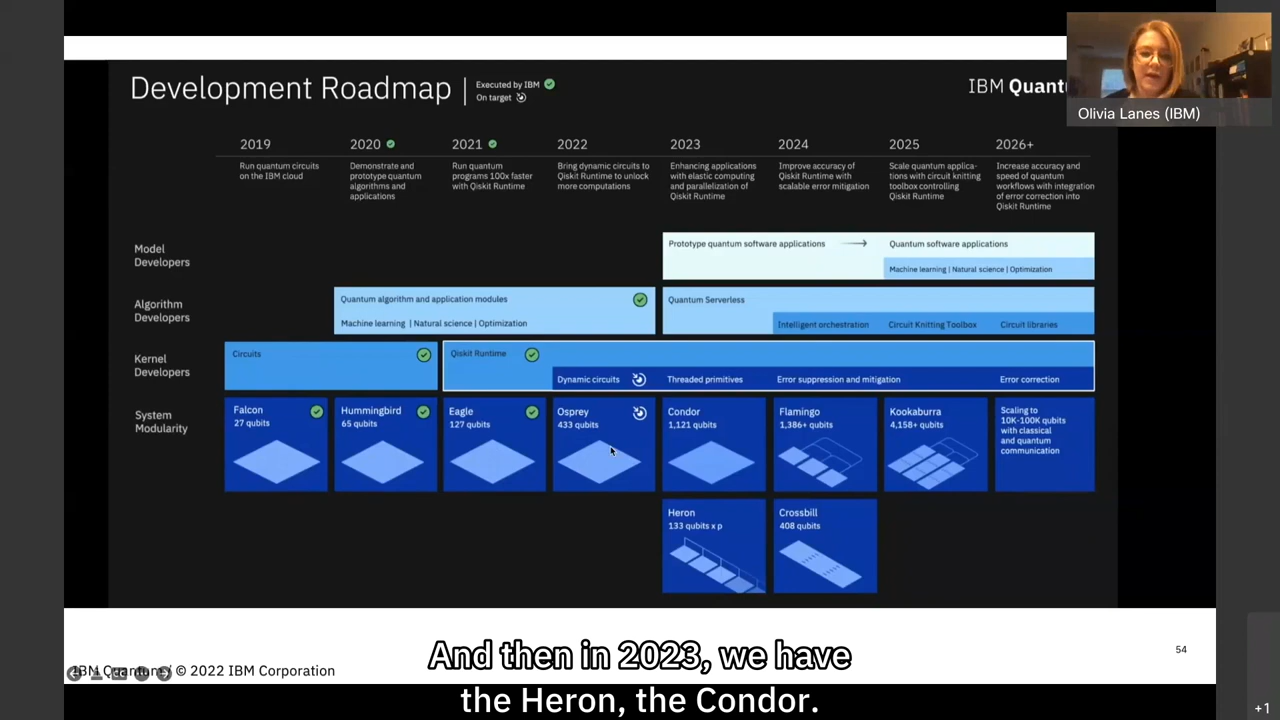 Development Roadmap
Executed by IBM
On target
IBM Quantu
Olivia Lanes (IBM)
2019
2020
2021
2022
2023
2024
2025
2026+
Run quantum circuits
on the IBM cloud
Demonstrate and
prototype quantum
algorithms and
applications
Run quantum
programs 100x faster
with Qiskit Runtime
Bring dynamic circuits to
Qiskit Runtime to unlock
more computations
Enhancing applications
with elastic computing
and parallelization of
Qiskit Runtime
Improve accuracy of
Qiskit Runtime with
scalable error mitigation
Scale quantum applica-
tions with circuit knitting
toolbox controlling
Qiskit Runtime
Increase accuracy and
speed of quantum
workflows with integration
of error correction into
Qiskit Runtime
Model
Developers
Prototype quantum software applications
Quantum software applications
Machine learning | Natural science | Optimization
Algorithm
Developers
Quantum algorithm and application modules
Machine learning | Natural science | Optimization
Quantum Serverless
Intelligent orchestration
Circuit Knitting Toolbox
Circuit libraries
Kernel
Developers
Circuits
Qiskit Runtime
Dynamic circuits
Threaded primitives
Error suppression and mitigation
Error correction
System
Modularity
Falcon
27 qubits
Hummingbird
65 qubits
Eagle
127 qubits
Osprey
433 qubits
Condor
1,121 qubits
Flamingo
1,386+ qubits
Kookaburra
4,158+ qubits
Scaling to
10K-100K qubits
with classical
and quantum
communication
Heron
133 qubits x p
Crossbill
408 qubits
IBM Quantum / © 2022 IBM Corporation
54
And then in 2023, we have
the Heron, the Condor.
+1